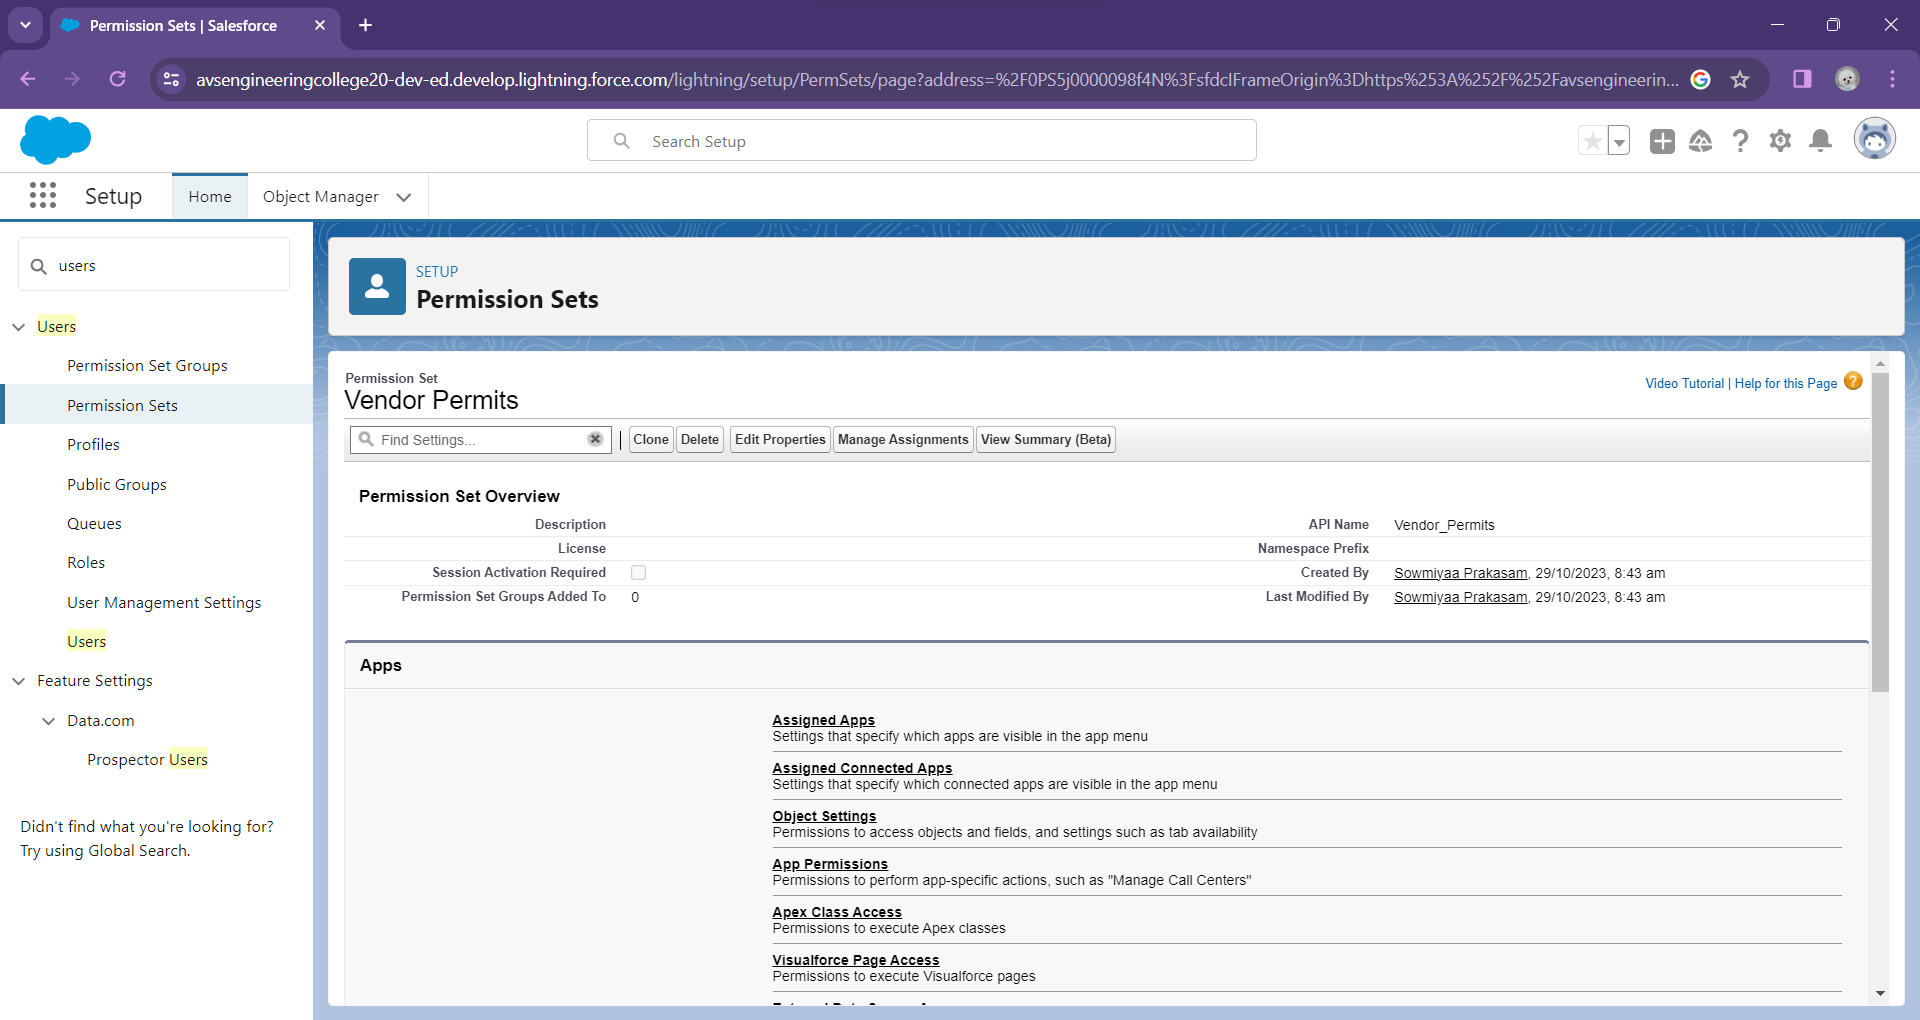 Permission Sets | Salesforce
avsengineeringcollege20-dev-ed.develop.lightning.force.com/lightning/setup/PermSets/page?address=%2F0PS5j0000098f4N%3FsfdcIFrameOrigin%3Dhttps%253A%252F%252Favsengineerin...
Search Setup
Setup
Home
Object Manager
users
Users
Permission Set Groups
Permission Sets
Profiles
Public Groups
Queues
Roles
User Management Settings
Users
Feature Settings
Data.com
Prospector Users
Didn't find what you're looking for?
Try using Global Search.
SETUP
Permission Sets
Permission Set
Vendor Permits
Video Tutorial | Help for this Page ?
Find Settings... | Clone Delete Edit Properties Manage Assignments View Summary (Beta)
Permission Set Overview
Description
API Name Vendor_Permits
License
Namespace Prefix
Session Activation Required
Created By Sowmiyaa Prakasam, 29/10/2023, 8:43 am
Permission Set Groups Added To 0
Last Modified By Sowmiyaa Prakasam, 29/10/2023, 8:43 am
Apps
Assigned Apps
Settings that specify which apps are visible in the app menu
Assigned Connected Apps
Settings that specify which connected apps are visible in the app menu
Object Settings
Permissions to access objects and fields, and settings such as tab availability
App Permissions
Permissions to perform app-specific actions, such as "Manage Call Centers"
Apex Class Access
Permissions to execute Apex classes
Visualforce Page Access
Permissions to execute Visualforce pages